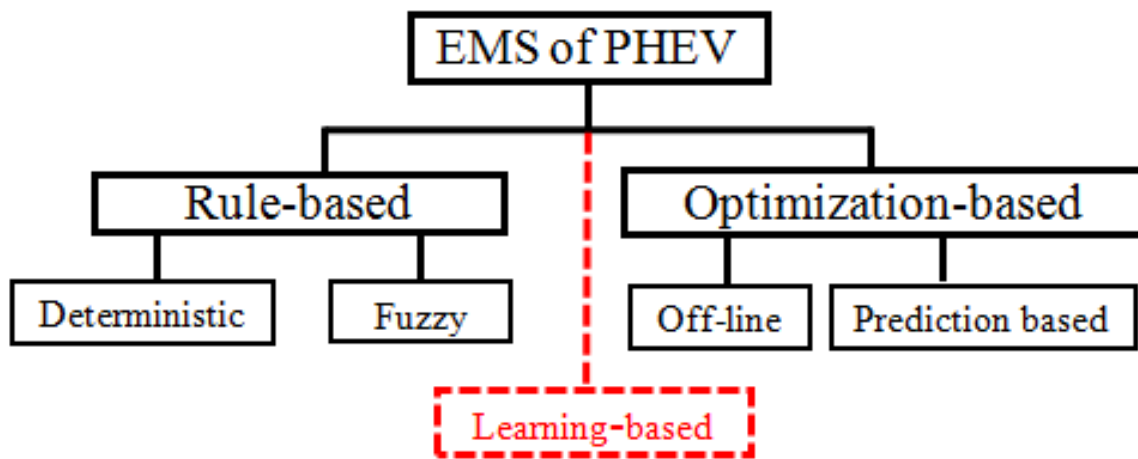 EMS of PHEV
Rule-based
Optimization-based
Deterministic
Fuzzy
Off-line
Prediction based
Learning-based